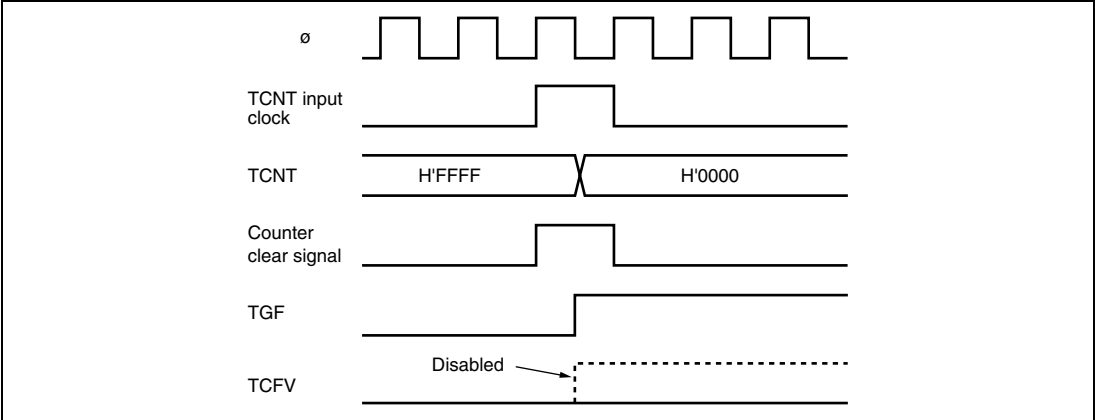 ø
TCNT input
clock
TCNT
H'FFFF
H'0000
Counter
clear signal
TGF
Disabled
TCFV